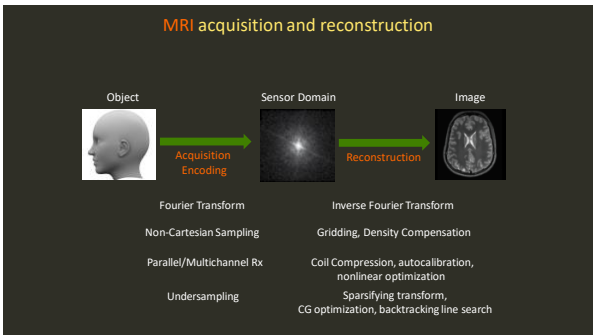 MRI acquisition and reconstruction
Object
Sensor Domain
Image
Acquisition
Encoding
Reconstruction
Fourier Transform
Inverse Fourier Transform
Non-Cartesian Sampling
Gridding, Density Compensation
Parallel/Multichannel Rx
Coil Compression, autocalibration,
nonlinear optimization
Undersampling
Sparsifying transform,
CG optimization, backtracking line search